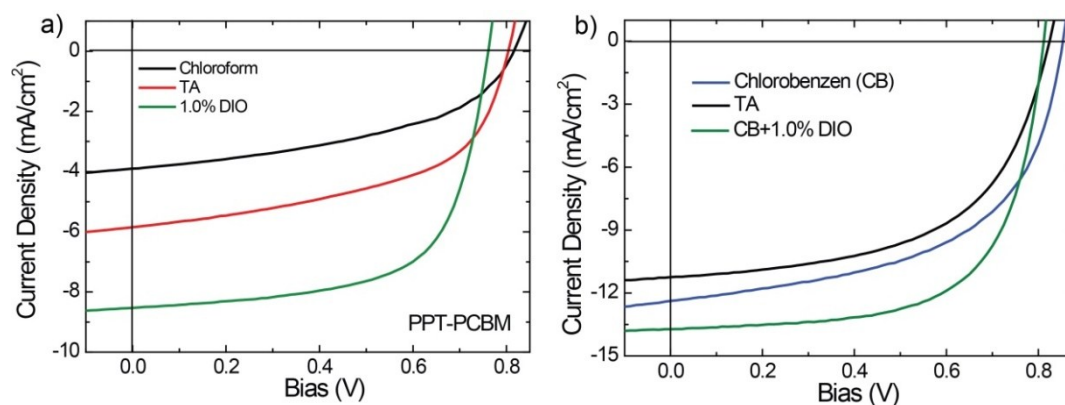 a)
0
-2
-4
-6
-8
-10
Current Density (mA/cm²)
Chloroform
TA
1.0% DIO
PPT-PCBM
0.0 0.2 0.4 0.6 0.8
Bias (V)
b)
0
-3
-6
-9
-12
-15
Current Density (mA/cm²)
Chlorobenzen (CB)
TA
CB+1.0% DIO
0.0 0.2 0.4 0.6 0.8
Bias (V)